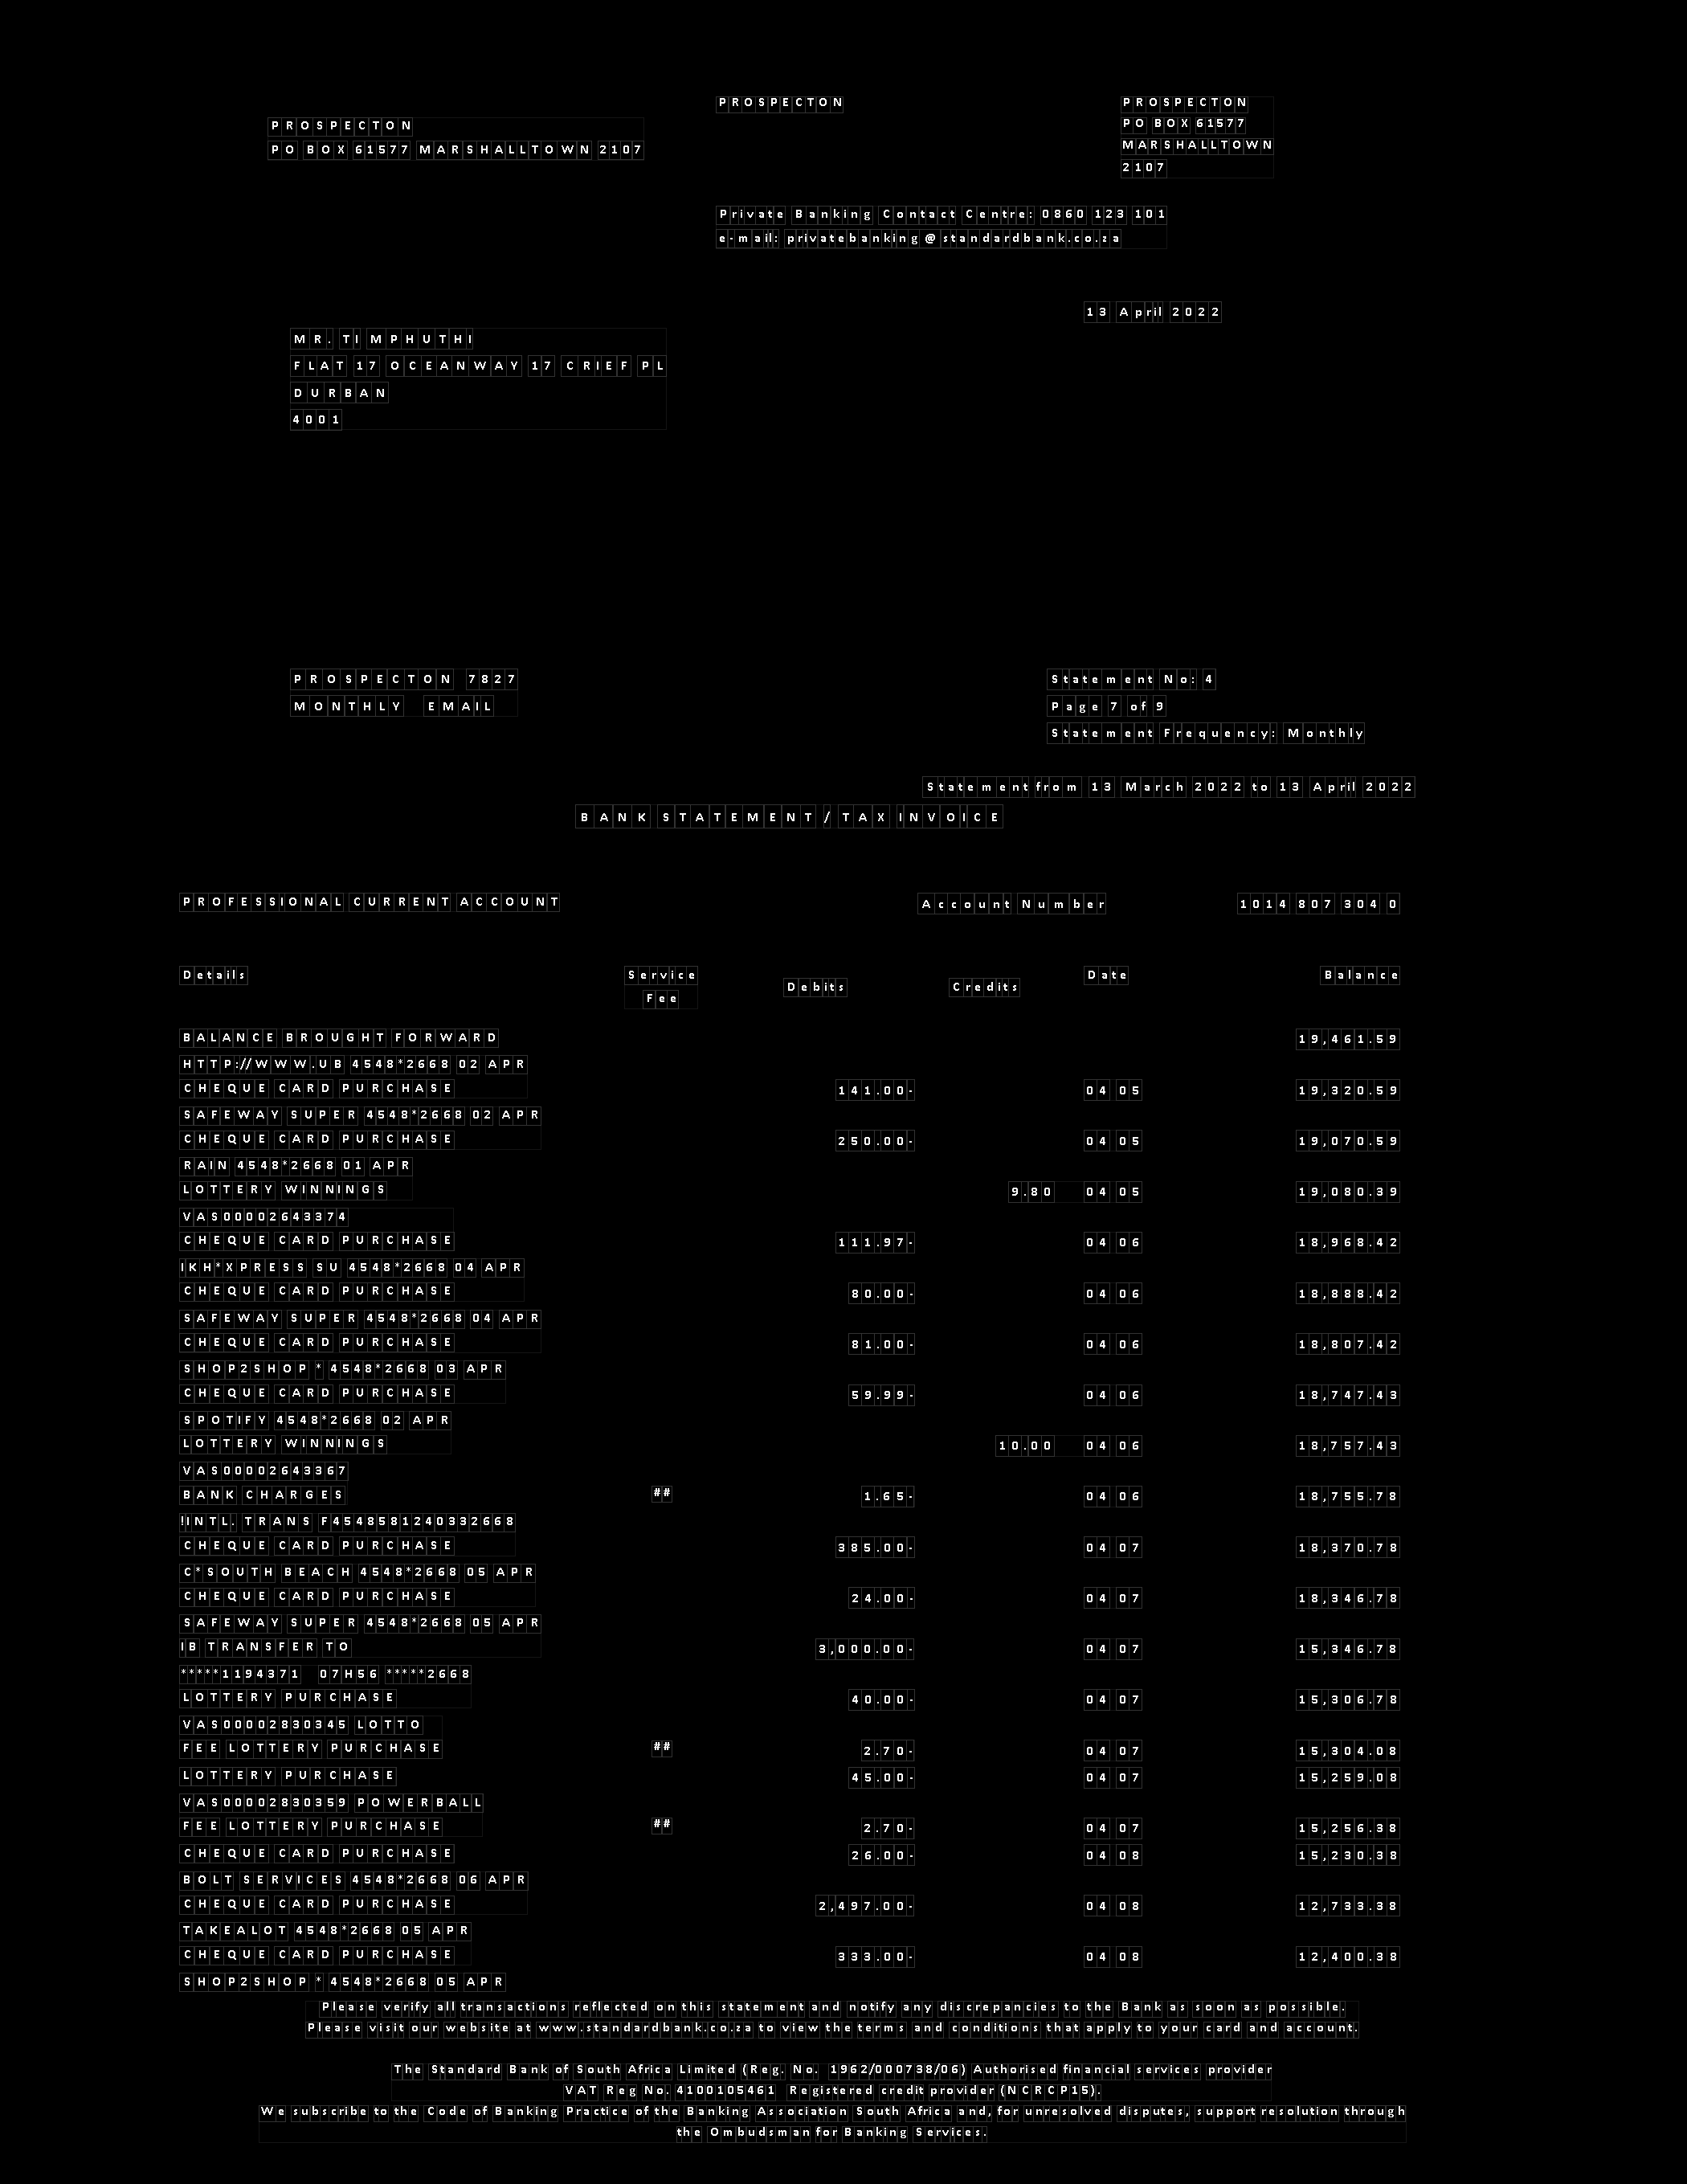 PROSPECTON
PROSPECTON
PO BOX 61577
MARSHALLTOWN
2107
PROSPECTON
PO BOX 61577 MARSHALLTOWN 2107
Private Banking Contact Centre: 0860 123 101
e-mail: privatebanking@standardbank.co.za
13 April 2022
MR. TI MPHUTHI
FLAT 17 OCEANWAY 17 CRIEF PL
DURBAN
4001
PROSPECTON 7827
MONTHLY EMAIL
Statement No: 4
Page 7 of 9
Statement Frequency: Monthly
Statement from 13 March 2022 to 13 April 2022
BANK STATEMENT / TAX INVOICE
PROFESSIONAL CURRENT ACCOUNT Account Number 1014 807 304 0
Details Service Fee Debits Credits Date Balance
BALANCE BROUGHT FORWARD 19,461.59
HTTP://WWW.UB 4548*2668 02 APR
CHEQUE CARD PURCHASE 141.00- 04 05 19,320.59
SAFEWAY SUPER 4548*2668 02 APR
CHEQUE CARD PURCHASE 250.00- 04 05 19,070.59
RAIN 4548*2668 01 APR
LOTTERY WINNINGS 9.80 04 05 19,080.39
VAS00002643374
CHEQUE CARD PURCHASE 111.97- 04 06 18,968.42
IKH*XPRESS SU 4548*2668 04 APR
CHEQUE CARD PURCHASE 80.00- 04 06 18,888.42
SAFEWAY SUPER 4548*2668 04 APR
CHEQUE CARD PURCHASE 81.00- 04 06 18,807.42
SHOP2SHOP * 4548*2668 03 APR
CHEQUE CARD PURCHASE 59.99- 04 06 18,747.43
SPOTIFY 4548*2668 02 APR
LOTTERY WINNINGS 10.00 04 06 18,757.43
VAS00002643367
BANK CHARGES ## 1.65- 04 06 18,755.78
!INTL. TRANS F4548581240332668
CHEQUE CARD PURCHASE 385.00- 04 07 18,370.78
C*SOUTH BEACH 4548*2668 05 APR
CHEQUE CARD PURCHASE 24.00- 04 07 18,346.78
SAFEWAY SUPER 4548*2668 05 APR
IB TRANSFER TO 3,000.00- 04 07 15,346.78
*****1194371 07H56 *****2668
LOTTERY PURCHASE 40.00- 04 07 15,306.78
VAS00002830345 LOTTO
FEE LOTTERY PURCHASE ## 2.70- 04 07 15,304.08
LOTTERY PURCHASE 45.00- 04 07 15,259.08
VAS00002830359 POWERBALL
FEE LOTTERY PURCHASE ## 2.70- 04 07 15,256.38
CHEQUE CARD PURCHASE 26.00- 04 08 15,230.38
BOLT SERVICES 4548*2668 06 APR
CHEQUE CARD PURCHASE 2,497.00- 04 08 12,733.38
TAKEALOT 4548*2668 05 APR
CHEQUE CARD PURCHASE 333.00- 04 08 12,400.38
SHOP2SHOP * 4548*2668 05 APR
Please verify all transactions reflected on this statement and notify any discrepancies to the Bank as soon as possible.
Please visit our website at www.standardbank.co.za to view the terms and conditions that apply to your card and account.
The Standard Bank of South Africa Limited (Reg. No. 1962/000738/06) Authorised financial services provider
VAT Reg No. 4100105461 Registered credit provider (NCRCP15).
We subscribe to the Code of Banking Practice of the Banking Association South Africa and, for unresolved disputes, support resolution through
the Ombudsman for Banking Services.